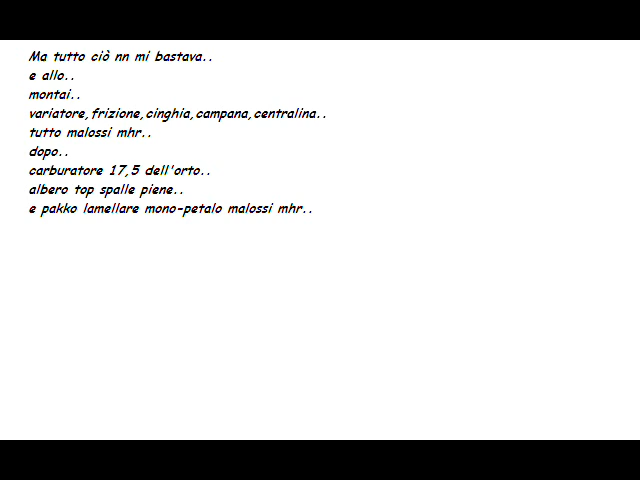 Ma tutto ciò nn mi bastava..
e allo..
montai..
variatore,frizione,cinghia,campana,centralina..
tutto malossi mhr..
dopo..
carburatore 17,5 dell'orto..
albero top spalle piene..
e pakko lamellare mono-petalo malossi mhr..